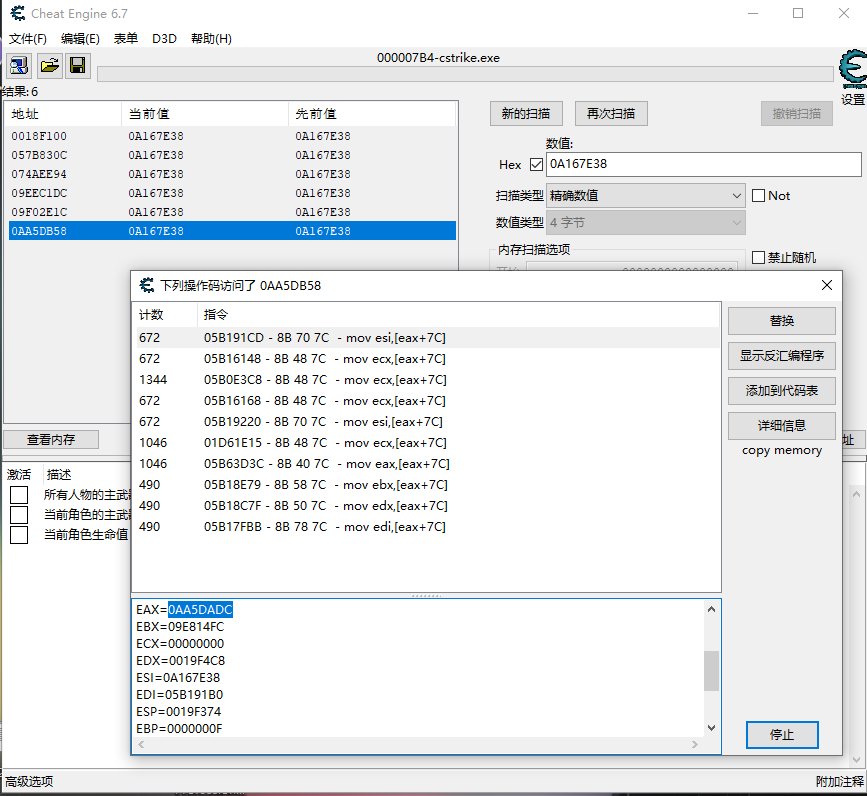 Cheat Engine 6.7
文件(F) 编辑(E) 表单 D3D 帮助(H)
000007B4-cstrike.exe
设置
结果: 6
地址 当前值 先前值
0018F100 0A167E38 0A167E38
057B830C 0A167E38 0A167E38
074AEE94 0A167E38 0A167E38
09EEC1DC 0A167E38 0A167E38
09F02E1C 0A167E38 0A167E38
0AA5DB58 0A167E38 0A167E38
新的扫描 再次扫描 撤销扫描
数值:
Hex 0A167E38
扫描类型 精确数值 Not
数值类型 4 字节
内存扫描选项
禁止随机
下列操作码访问了 0AA5DB58
计数 指令
672 05B191CD - 8B 70 7C - mov esi,[eax+7C]
672 05B16148 - 8B 48 7C - mov ecx,[eax+7C]
1344 05B0E3C8 - 8B 48 7C - mov ecx,[eax+7C]
672 05B16168 - 8B 48 7C - mov ecx,[eax+7C]
672 05B19220 - 8B 70 7C - mov esi,[eax+7C]
1046 01D61E15 - 8B 48 7C - mov ecx,[eax+7C]
1046 05B63D3C - 8B 40 7C - mov eax,[eax+7C]
490 05B18E79 - 8B 58 7C - mov ebx,[eax+7C]
490 05B18C7F - 8B 50 7C - mov edx,[eax+7C]
490 05B17FBB - 8B 78 7C - mov edi,[eax+7C]
替换
显示反汇编程序
添加到代码表
详细信息
copy memory
EAX=0AA5DADC
EBX=09E814FC
ECX=00000000
EDX=0019F4C8
ESI=0A167E38
EDI=05B191B0
ESP=0019F374
EBP=0000000F
停止
查看内存
址
激活 描述
所有人物的主武
当前角色的主武
当前角色生命值
高级选项 附加注释